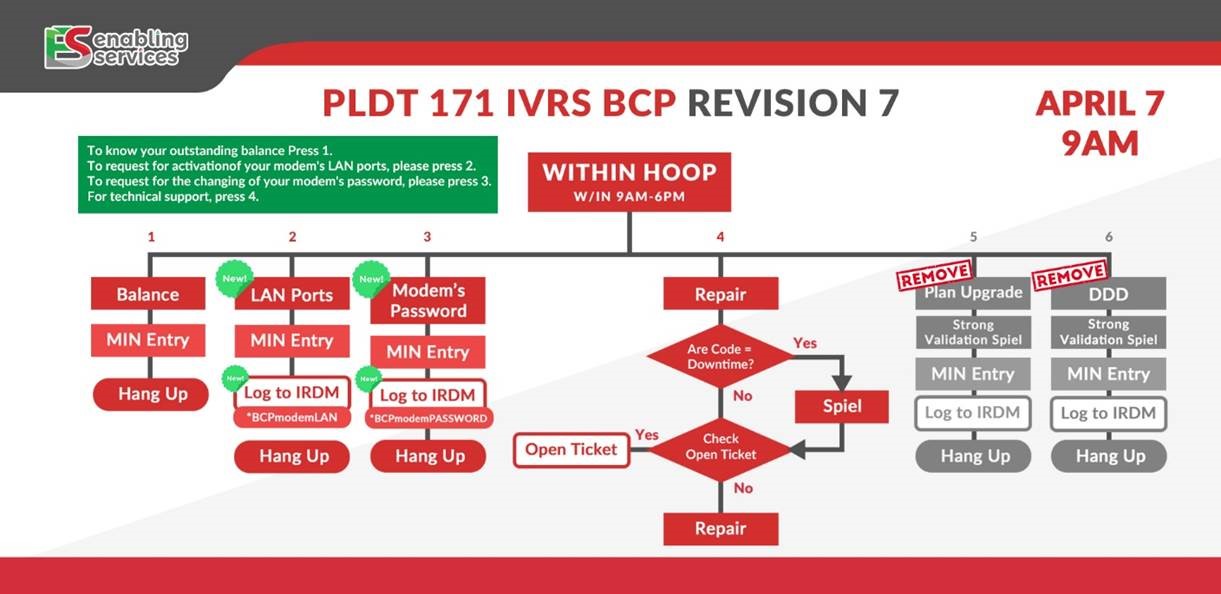 enabling
services
PLDT 171 IVRS BCP REVISION 7
APRIL 7
9AM
To know your outstanding balance Press 1.
To request for activationof your modem's LAN ports, please press 2.
To request for the changing of your modem's password, please press 3.
For technical support, press 4.
WITHIN HOOP
W/IN 9AM-6PM
1
2
3
4
5
6
Balance
MIN Entry
Hang Up
New!
LAN Ports
MIN Entry
New!
Log to IRDM
*BCPmodemLAN
Hang Up
New!
Modem's
Password
MIN Entry
New!
Log to IRDM
*BCPmodemPASSWORD
Hang Up
Repair
Are Code =
Downtime?
Yes
No
Spiel
Check
Open Ticket
Yes
Open Ticket
No
Repair
REMOVE
Plan Upgrade
Strong
Validation Spiel
MIN Entry
Log to IRDM
Hang Up
REMOVE
DDD
Strong
Validation Spiel
MIN Entry
Log to IRDM
Hang Up